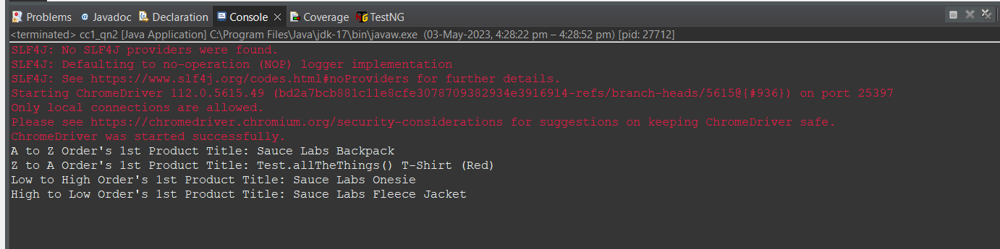 Problems @ Javadoc Declaration Console Coverage TestNG
<terminated> cc1_qn2 [Java Application] C:\Program Files\Java\jdk-17\bin\javaw.exe (03-May-2023, 4:28:22 pm – 4:28:52 pm) [pid: 27712]
SLF4J: No SLF4J providers were found.
SLF4J: Defaulting to no-operation (NOP) logger implementation
SLF4J: See https://www.slf4j.org/codes.html#noProviders for further details.
Starting ChromeDriver 112.0.5615.49 (bd2a7bcb881c11e8cfe3078709382934e3916914-refs/branch-heads/5615@{#936}) on port 25397
Only local connections are allowed.
Please see https://chromedriver.chromium.org/security-considerations for suggestions on keeping ChromeDriver safe.
ChromeDriver was started successfully.
A to Z Order's 1st Product Title: Sauce Labs Backpack
Z to A Order's 1st Product Title: Test.allTheThings() T-Shirt (Red)
Low to High Order's 1st Product Title: Sauce Labs Onesie
High to Low Order's 1st Product Title: Sauce Labs Fleece Jacket